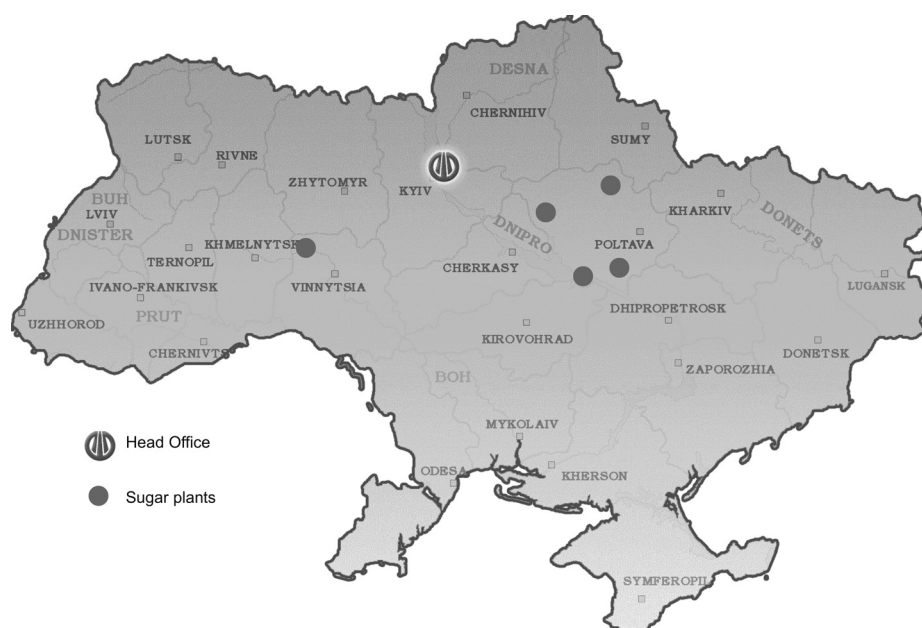 DESNA
CHERNIHIV
SUMY
LUTSK
RIVNE
ZHYTOMYR
KYIV
KHARKIV
BUH
LVIV
DNISTER
DNIPRO
DONETS
POLTAVA
KHMELNYTSK
TERNOPIL
CHERKASY
VINNYTSIA
LUGANSK
IVANO-FRANKIVSK
PRUT
UZHHOROD
DHIPROPETROSK
CHERNIVTS
KIROVOHRAD
DONETSK
ZAPOROZHIA
BOH
MYKOLAIV
Head Office
ODESA
KHERSON
Sugar plants
SYMFEROPIL